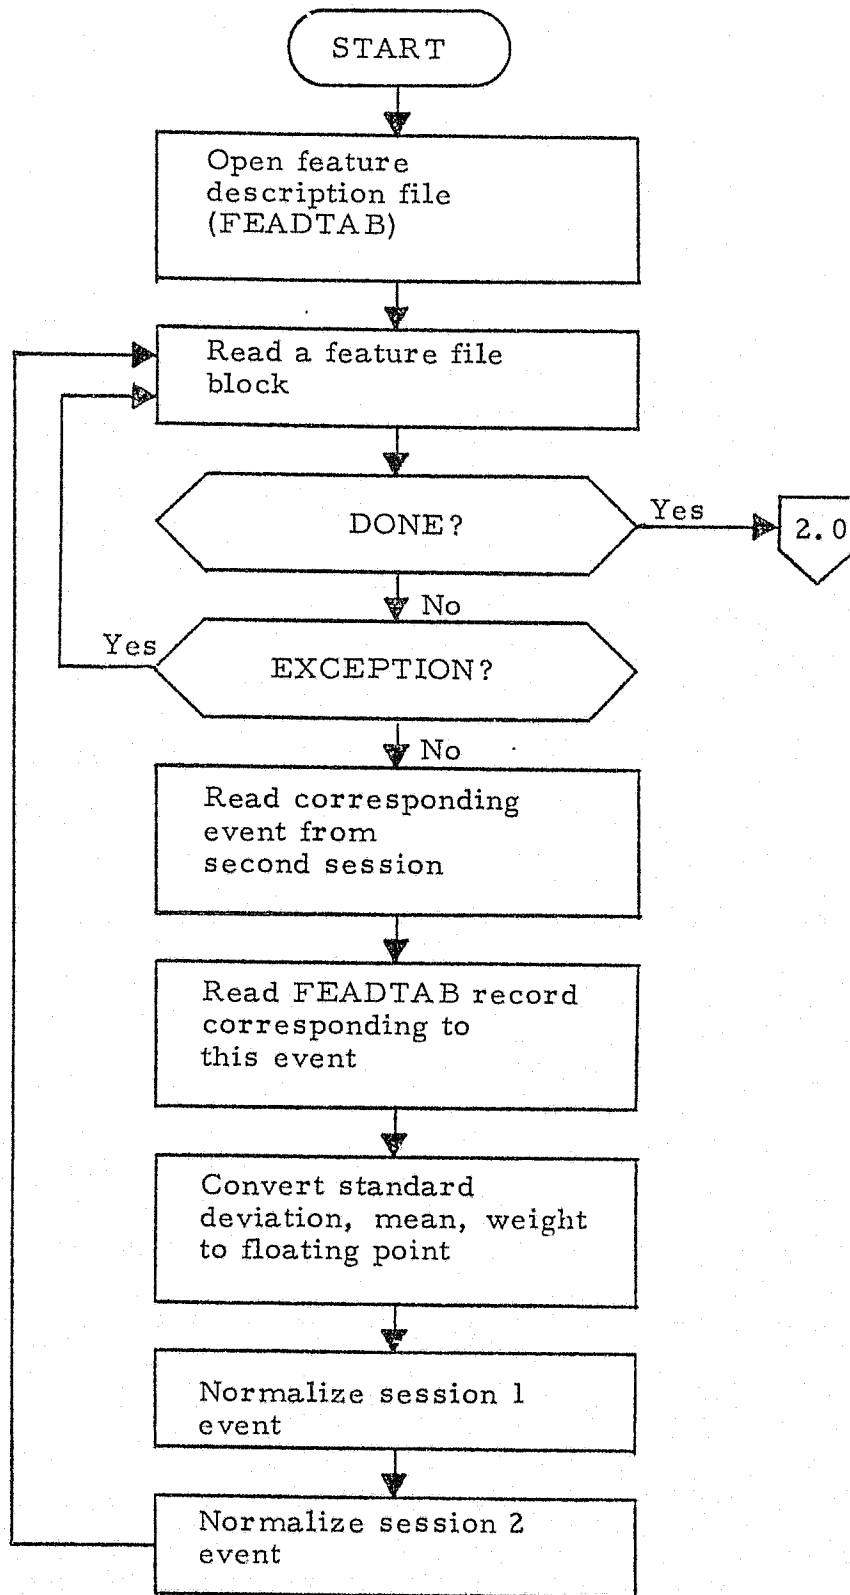 START
Open feature
description file
(FEADTAB)
Read a feature file
block
DONE?
Yes
2.0
No
Yes
EXCEPTION?
No
Read corresponding
event from
second session
Read FEADTAB record
corresponding to
this event
Convert standard
deviation, mean, weight
to floating point
Normalize session 1
event
Normalize session 2
event